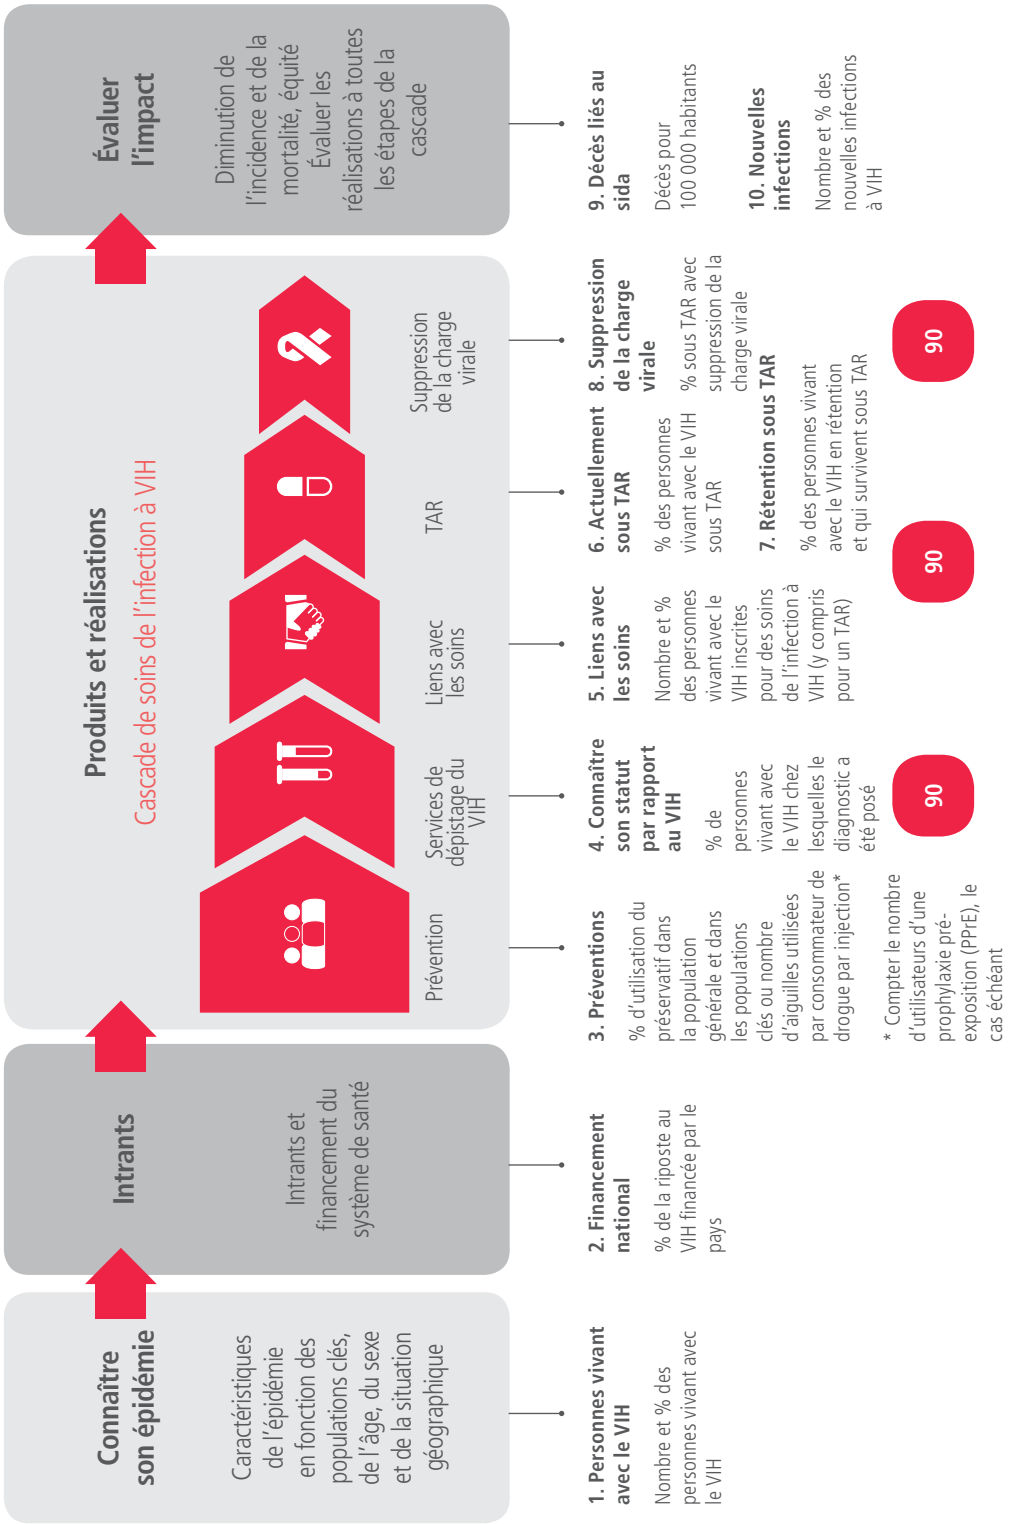 Connaître
son épidémie
Caractéristiques
de l'épidémie
en fonction des
populations clés,
de l'âge, du sexe
et de la situation
géographique
Intrants
Intrants et
financement du
système de santé
Produits et réalisations
Cascade de soins de l'infection à VIH
Prévention
Services de
dépistage du
VIH
Liens avec
les soins
TAR
Suppression
de la charge
virale
Évaluer
l'impact
Diminution de
l'incidence et de la
mortalité, équité
Évaluer les
réalisations à toutes
les étapes de la
cascade
1. Personnes vivant
avec le VIH
Nombre et % des
personnes vivant avec
le VIH
2. Financement
national
% de la riposte au
VIH financée par le
pays
3. Préventions
% d'utilisation du
préservatif dans
la population
générale et dans
les populations
clés ou nombre
d'aiguilles utilisées
par consommateur de
drogue par injection*
* Compter le nombre
d'utilisateurs d'une
prophylaxie pré-
exposition (PPrE), le
cas échéant
4. Connaître
son statut
par rapport
au VIH
% de
personnes
vivant avec
le VIH chez
lesquelles le
diagnostic a
été posé
90
5. Liens avec
les soins
Nombre et %
des personnes
vivant avec le
VIH inscrites
pour des soins
de l'infection à
VIH (y compris
pour un TAR)
6. Actuellement
sous TAR
% des personnes
vivant avec le VIH
sous TAR
7. Rétention sous TAR
% des personnes vivant
avec le VIH en rétention
et qui survivent sous TAR
90
8. Suppression
de la charge
virale
% sous TAR avec
suppression de la
charge virale
90
9. Décès liés au
sida
Décès pour
100 000 habitants
10. Nouvelles
infections
Nombre et % des
nouvelles infections
à VIH